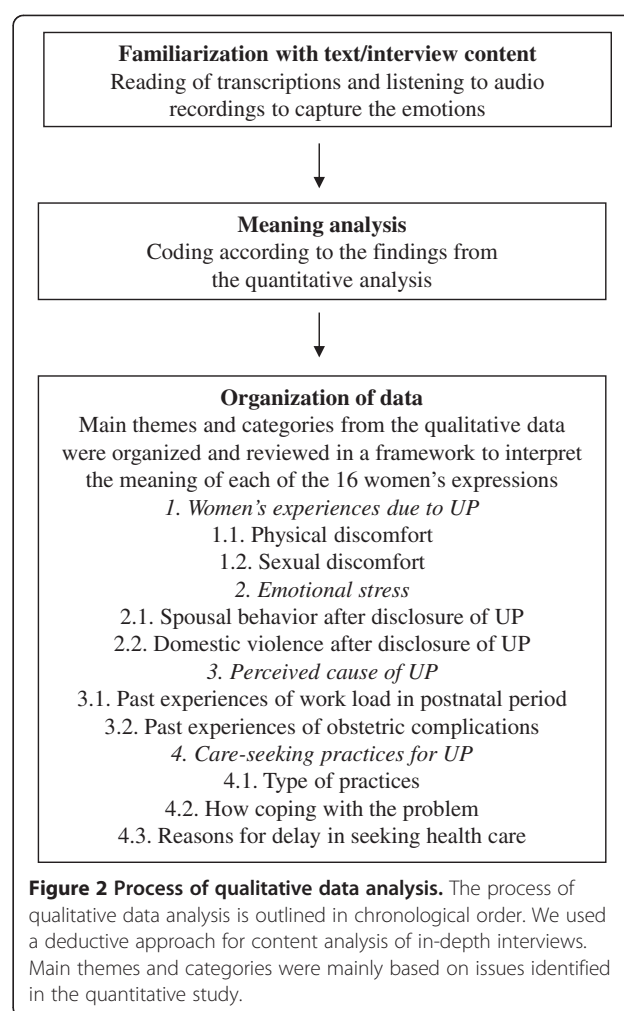 Familiarization with text/interview content
Reading of transcriptions and listening to audio
recordings to capture the emotions
Meaning analysis
Coding according to the findings from
the quantitative analysis
Organization of data
Main themes and categories from the qualitative data
were organized and reviewed in a framework to interpret
the meaning of each of the 16 women's expressions
1. Women's experiences due to UP
1.1. Physical discomfort
1.2. Sexual discomfort
2. Emotional stress
2.1. Spousal behavior after disclosure of UP
2.2. Domestic violence after disclosure of UP
3. Perceived cause of UP
3.1. Past experiences of work load in postnatal period
3.2. Past experiences of obstetric complications
4. Care-seeking practices for UP
4.1. Type of practices
4.2. How coping with the problem
4.3. Reasons for delay in seeking health care
Figure 2 Process of qualitative data analysis. The process of
qualitative data analysis is outlined in chronological order. We used
a deductive approach for content analysis of in-depth interviews.
Main themes and categories were mainly based on issues identified
in the quantitative study.